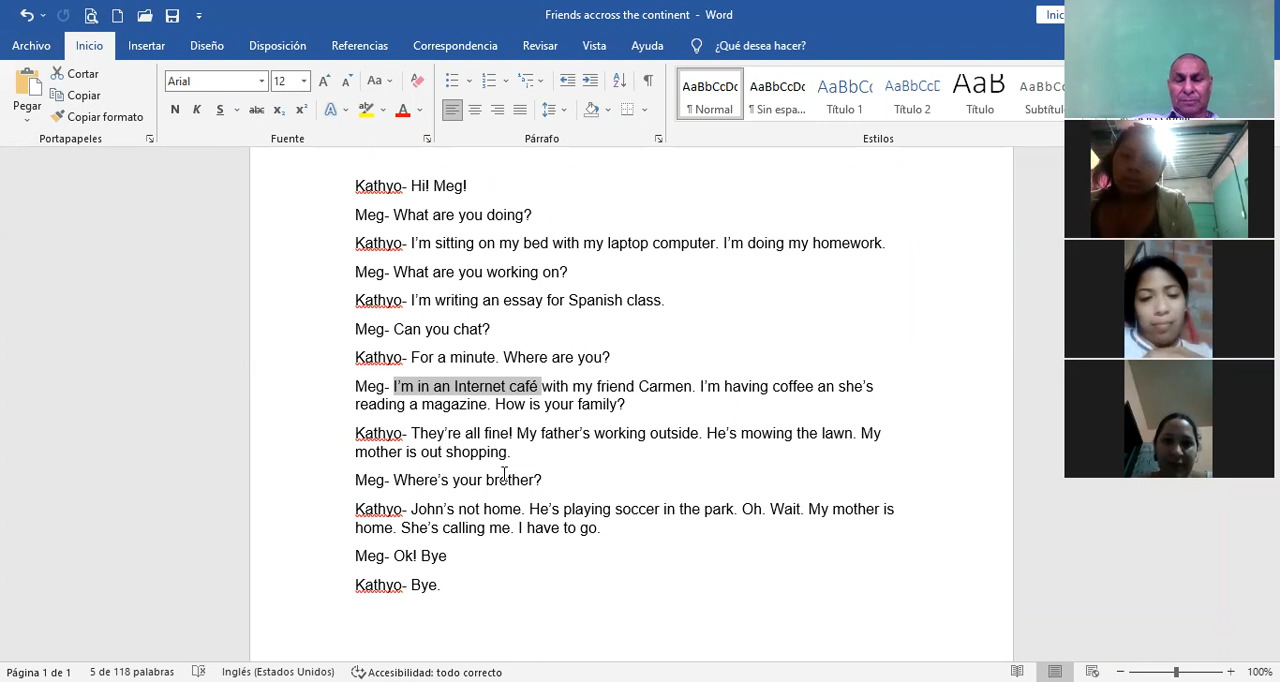 Friends accross the continent - Word
Inic
Archivo Inicio Insertar Diseño Disposición Referencias Correspondencia Revisar Vista Ayuda ¿Qué desea hacer?
Pegar
Cortar
Copiar
Copiar formato
Portapapeles
Arial 12
Aa
N K S abc x₂ x² A A
Fuente
Párrafo
AaBbCcDc AaBbCcDc AaBbCc AaBbCcD AaB AaBbCc
¶ Normal ¶ Sin espa... Título 1 Título 2 Título Subtítu
Estilos
Kathyo- Hi! Meg!
Meg- What are you doing?
Kathyo- I'm sitting on my bed with my laptop computer. I'm doing my homework.
Meg- What are you working on?
Kathyo- I'm writing an essay for Spanish class.
Meg- Can you chat?
Kathyo- For a minute. Where are you?
Meg- I'm in an Internet café with my friend Carmen. I'm having coffee an she's
reading a magazine. How is your family?
Kathyo- They're all fine! My father's working outside. He's mowing the lawn. My
mother is out shopping.
Meg- Where's your brother?
Kathyo- John's not home. He's playing soccer in the park. Oh. Wait. My mother is
home. She's calling me. I have to go.
Meg- Ok! Bye
Kathyo- Bye.
Página 1 de 1 5 de 118 palabras Inglés (Estados Unidos) Accesibilidad: todo correcto 100%